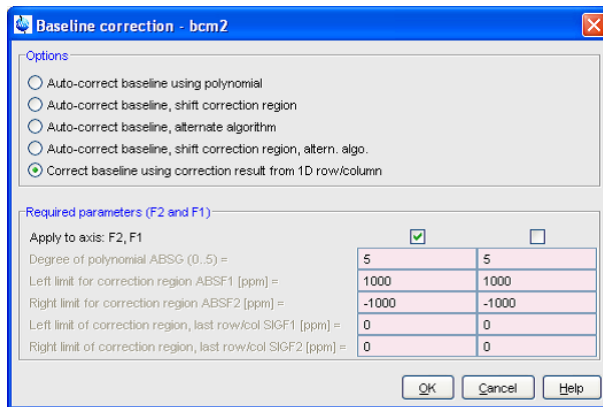 Baseline correction - bcm2
Options
Auto-correct baseline using polynomial
Auto-correct baseline, shift correction region
Auto-correct baseline, alternate algorithm
Auto-correct baseline, shift correction region, altern. algo.
Correct baseline using correction result from 1D row/column
Required parameters (F2 and F1)
Apply to axis: F2, F1
Degree of polynomial ABSG (0..5) = 5 5
Left limit for correction region ABSF1 [ppm] = 1000 1000
Right limit for correction region ABSF2 [ppm] = -1000 -1000
Left limit of correction region, last row/col SIGF1 [ppm] = 0 0
Right limit of correction region, last row/col SIGF2 [ppm] = 0 0
OK Cancel Help